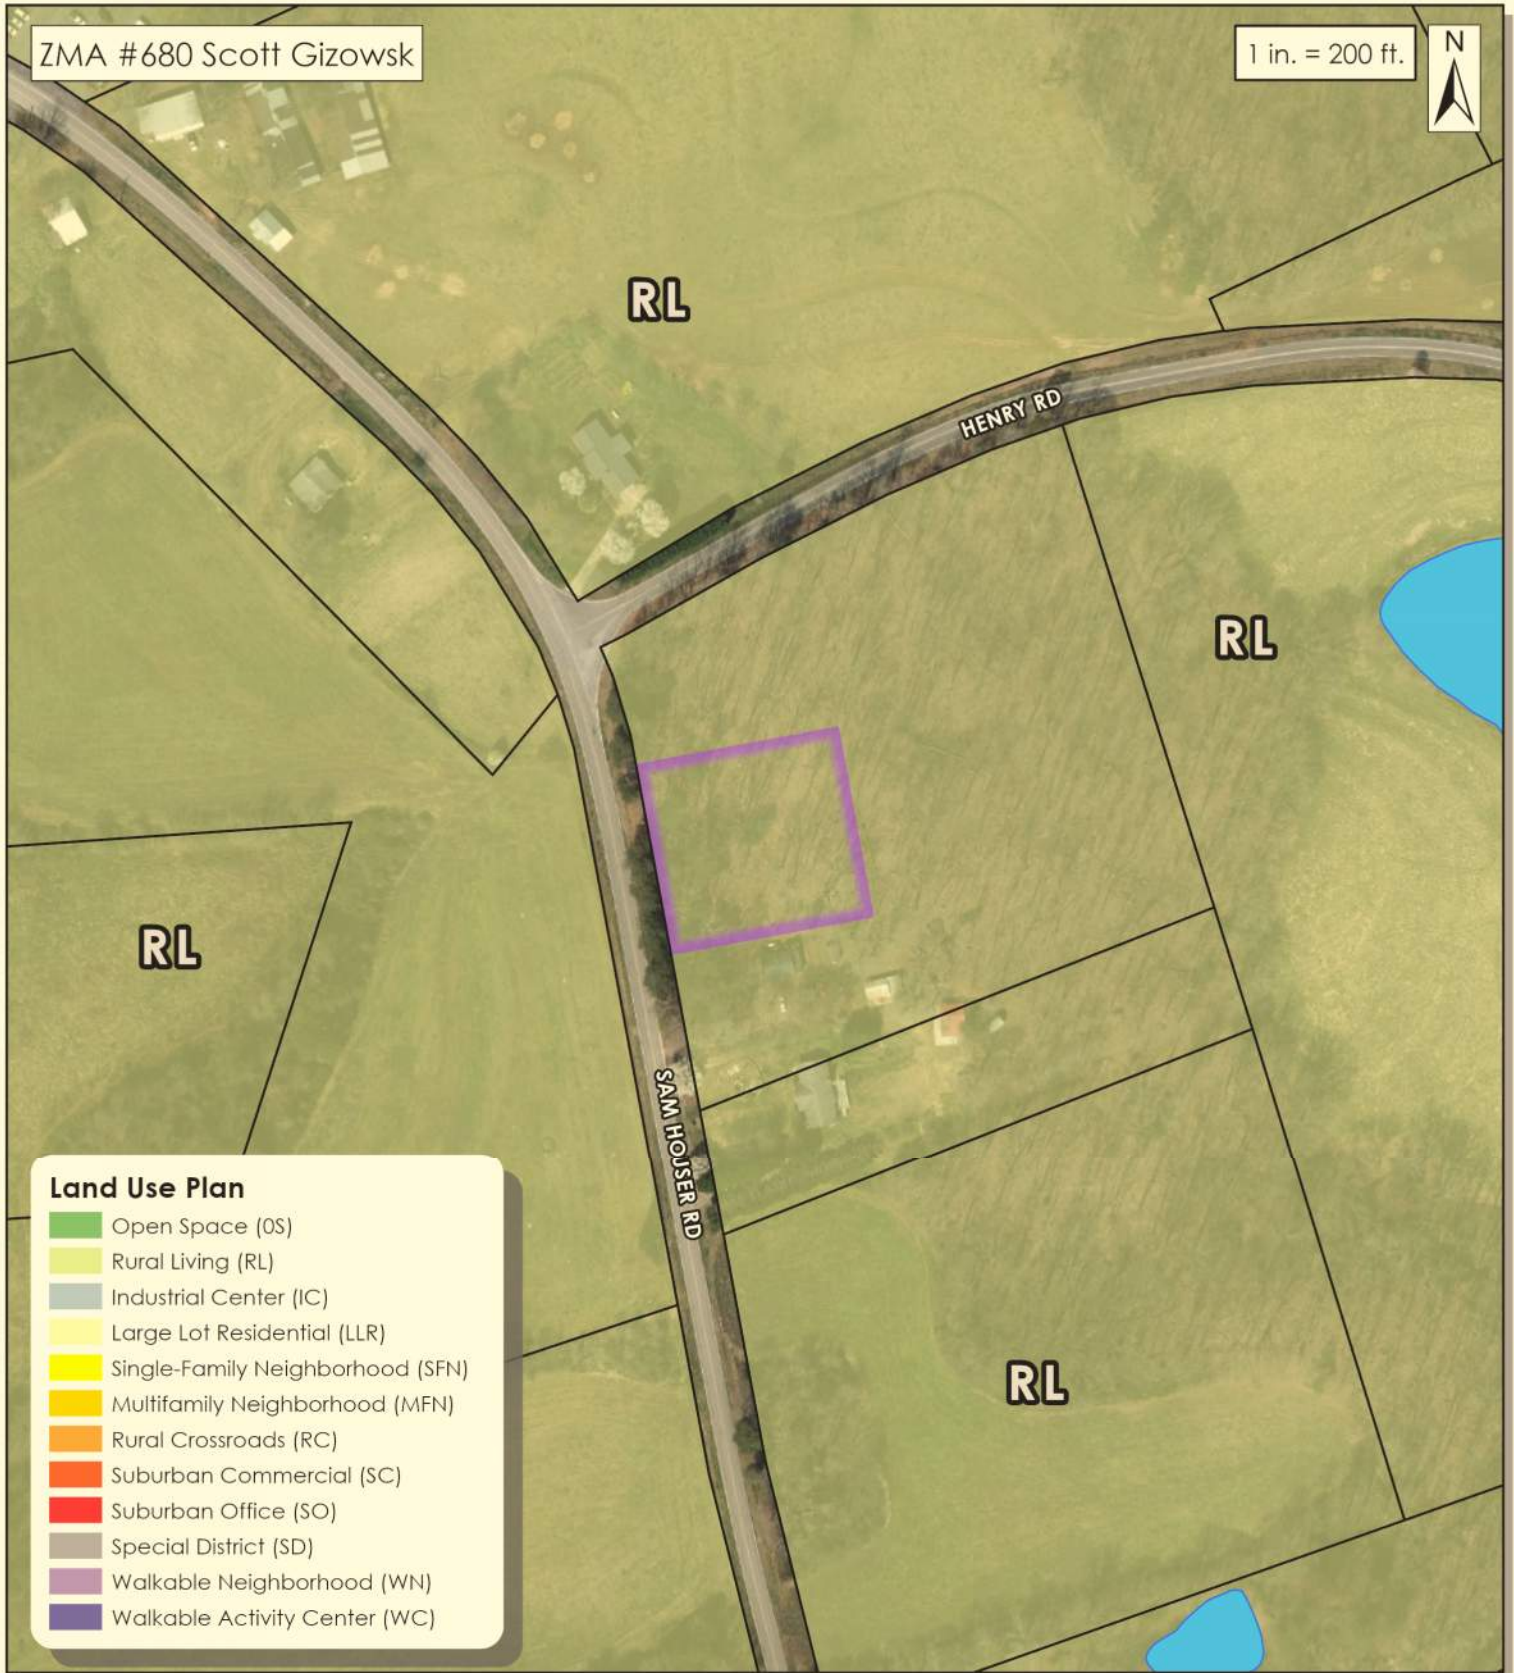 ZMA #680 Scott Gizowsk
1 in. = 200 ft.
N
RL
HENRY RD
RL
RL
SAM HOUSER RD
RL
Land Use Plan
Open Space (0S)
Rural Living (RL)
Industrial Center (IC)
Large Lot Residential (LLR)
Single-Family Neighborhood (SFN)
Multifamily Neighborhood (MFN)
Rural Crossroads (RC)
Suburban Commercial (SC)
Suburban Office (SO)
Special District (SD)
Walkable Neighborhood (WN)
Walkable Activity Center (WC)